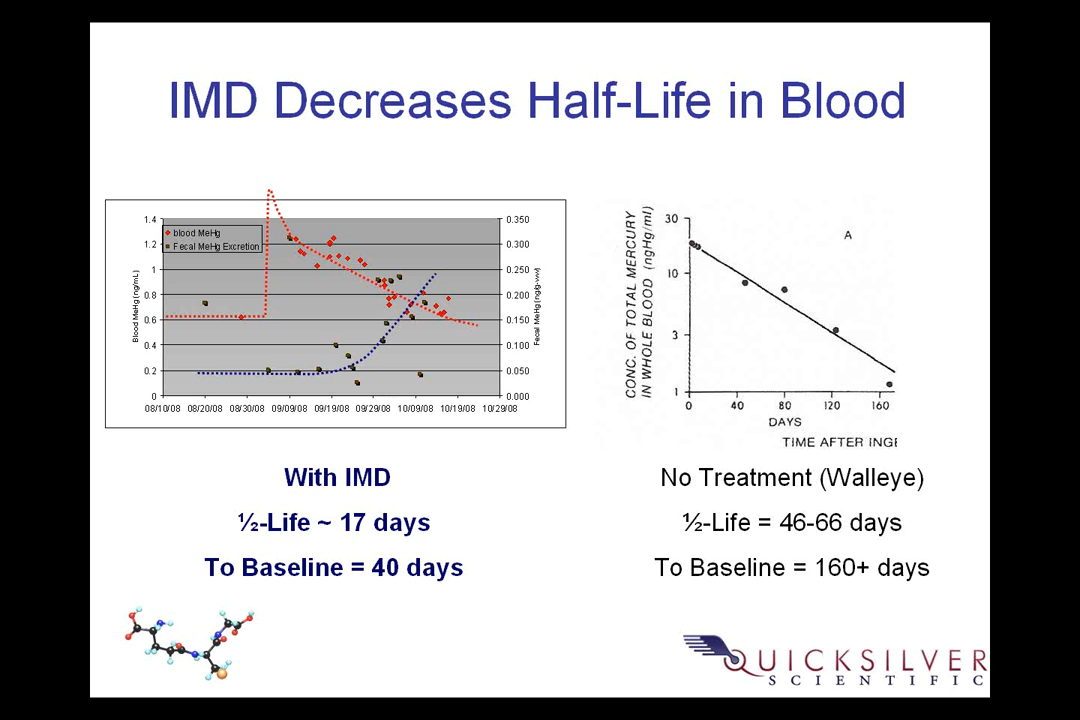 IMD Decreases Half-Life in Blood
1.4
1.2
1
0.8
0.6
0.4
0.2
0
0.350
0.300
0.250
0.200
0.150
0.100
0.050
0.000
Blood MeHg (ng/mL)
blood MeHg
Fecal MeHg Excretion
08/10/08 08/20/08 08/30/08 09/09/08 09/19/08 09/29/08 10/09/08 10/19/08 10/29/08
CONC. OF TOTAL MERCURY
IN WHOLE BLOOD (ngHg/ml)
30
10
3
1
A
0 40 80 120 160
DAYS
TIME AFTER INGE
With IMD
½-Life ~ 17 days
To Baseline = 40 days
No Treatment (Walleye)
½-Life = 46-66 days
To Baseline = 160+ days
QUICKSILVER
SCIENTIFIC